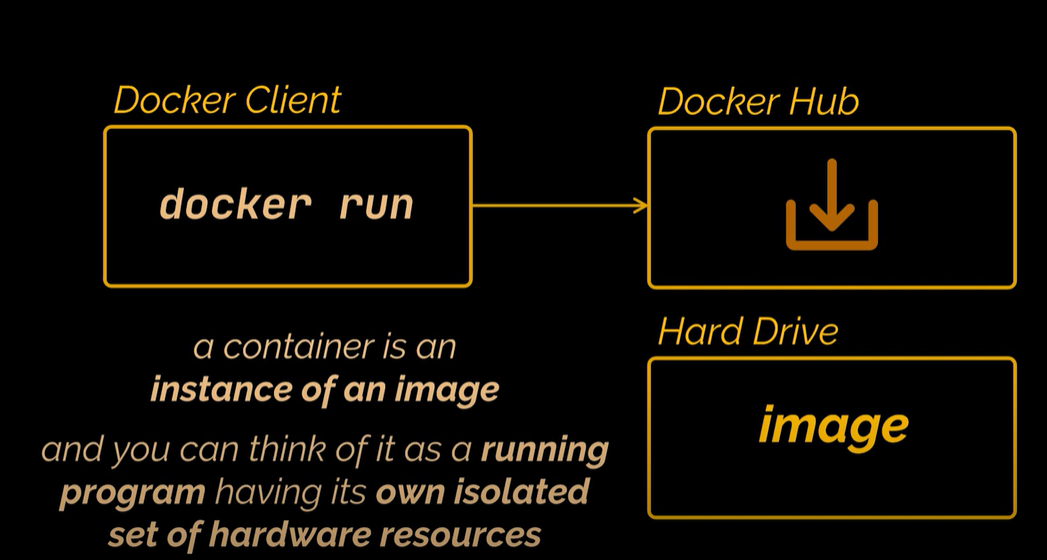 Docker Client
docker run
Docker Hub
a container is an
instance of an image
and you can think of it as a running
program having its own isolated
set of hardware resources
Hard Drive
image